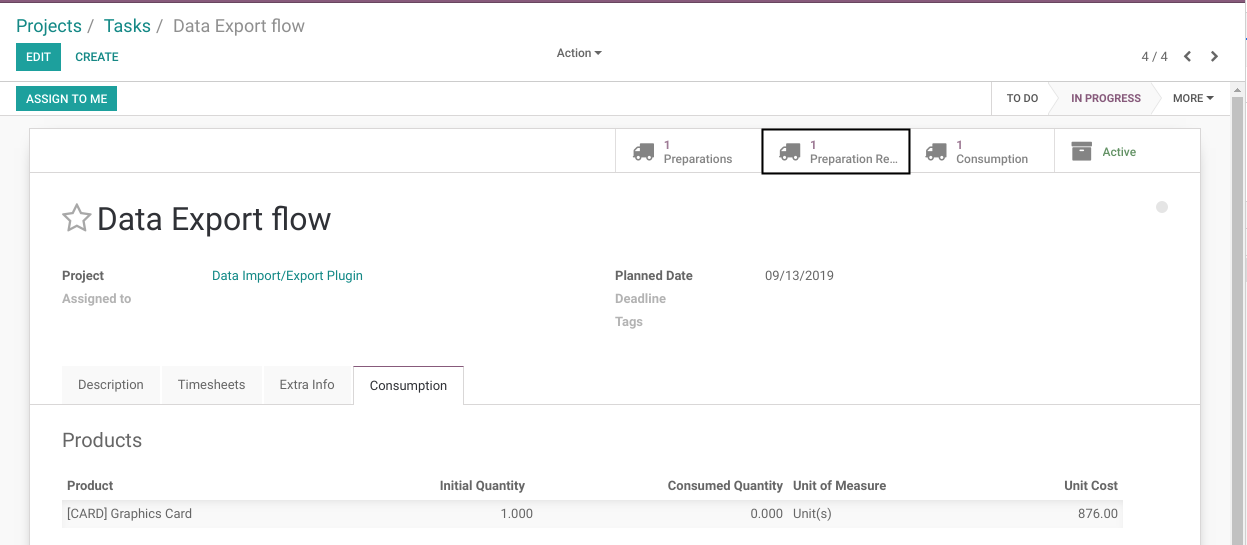 Projects / Tasks / Data Export flow
EDIT CREATE Action 4 / 4
ASSIGN TO ME TO DO IN PROGRESS MORE
1 Preparations
1 Preparation Re...
1 Consumption
Active
Data Export flow
Project Data Import/Export Plugin Planned Date 09/13/2019
Assigned to Deadline
Tags
Description Timesheets Extra Info Consumption
Products
Product Initial Quantity Consumed Quantity Unit of Measure Unit Cost
[CARD] Graphics Card 1.000 0.000 Unit(s) 876.00